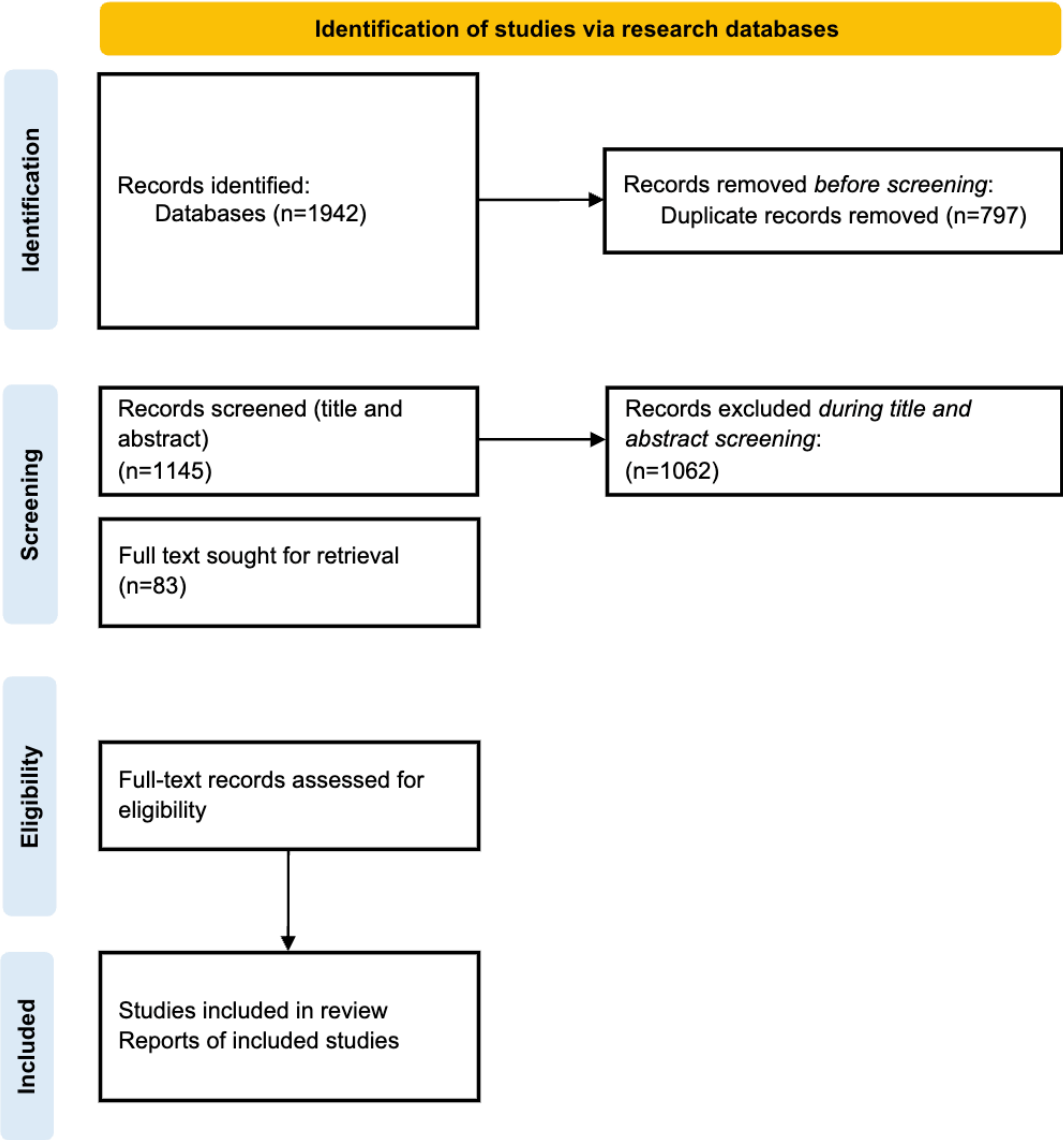 Identification of studies via research databases
Identification
Records identified:
Databases (n=1942)
Records removed before screening:
Duplicate records removed (n=797)
Screening
Records screened (title and
abstract)
(n=1145)
Records excluded during title and
abstract screening:
(n=1062)
Full text sought for retrieval
(n=83)
Eligibility
Full-text records assessed for
eligibility
Included
Studies included in review
Reports of included studies